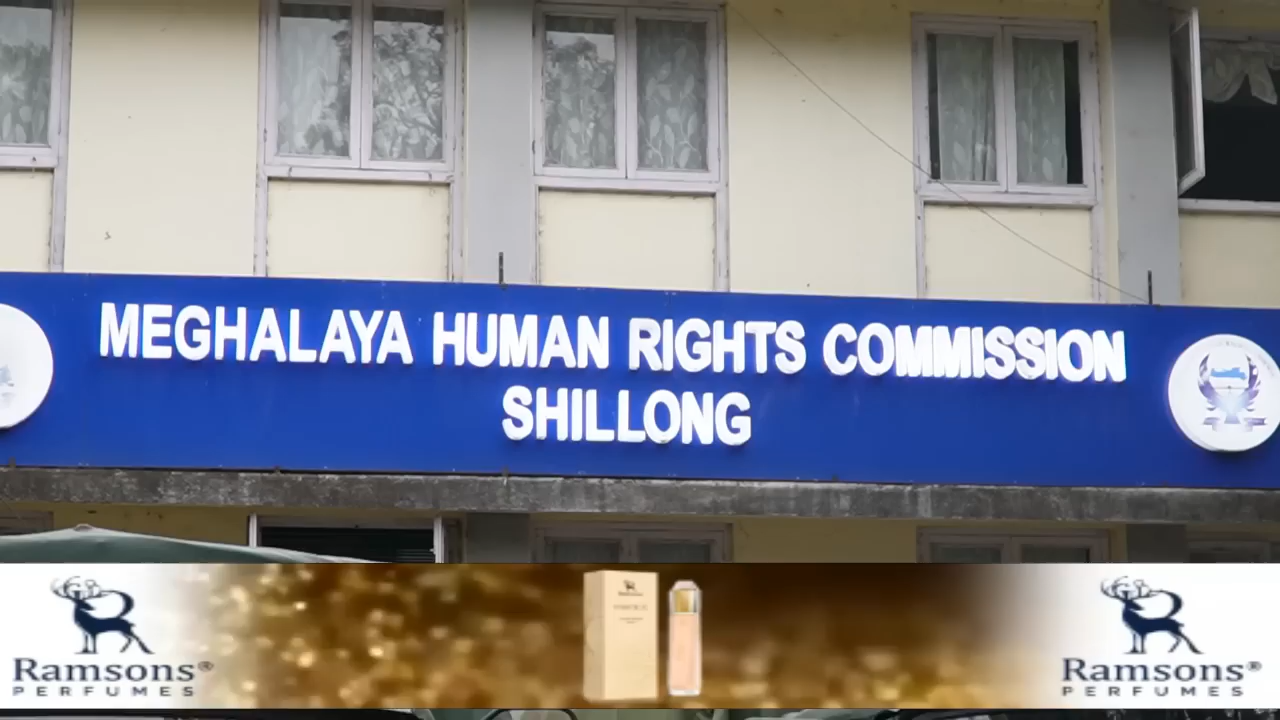 MEGHALAYA HUMAN RIGHTS COMMISSION
SHILLONG
Ramsons®
PERFUMES
Ramsons®
PERFUMES